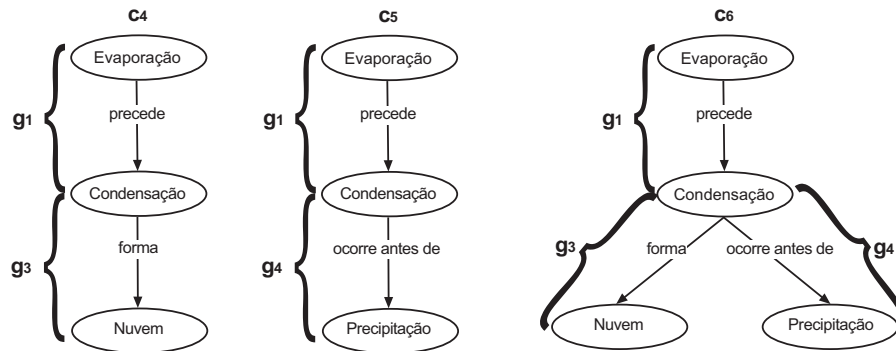 c4
Evaporação
g1
precede
Condensação
forma
g3
Nuvem
c5
Evaporação
g1
precede
Condensação
ocorre antes de
g4
Precipitação
c6
Evaporação
g1
precede
Condensação
g3
forma
ocorre antes de
g4
Nuvem
Precipitação